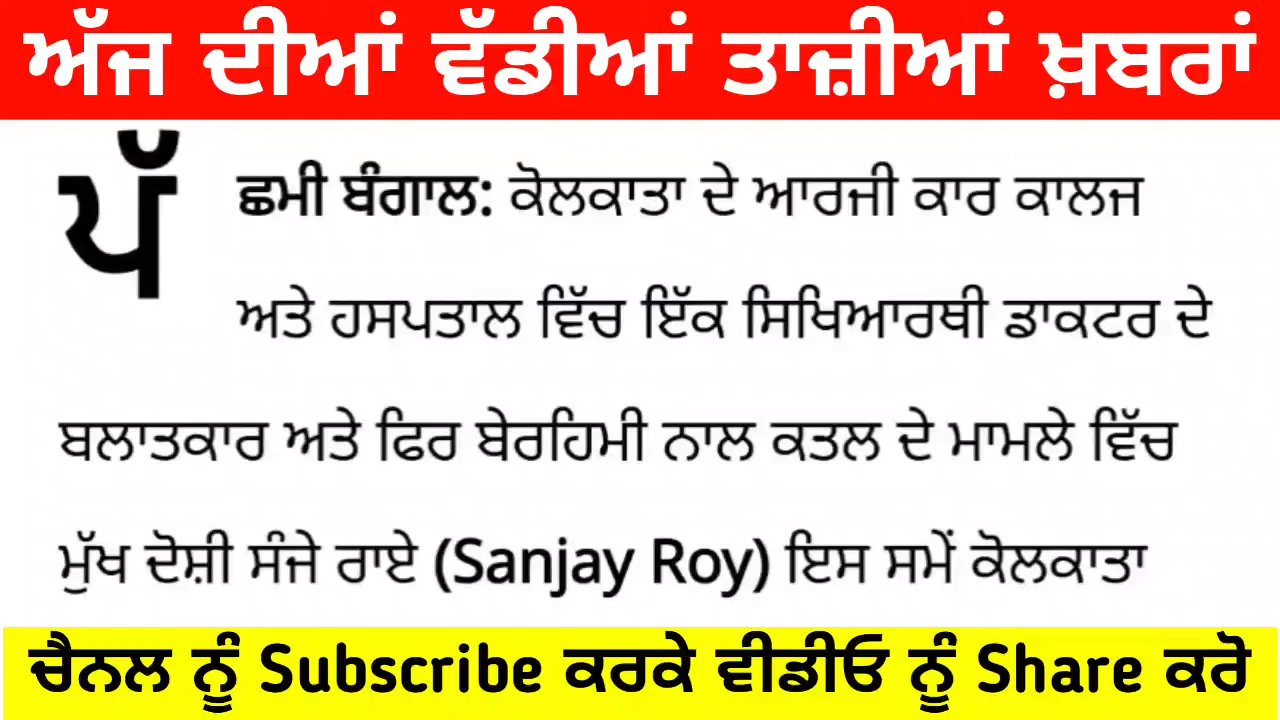 ਅੱਜ ਦੀਆਂ ਵੱਡੀਆਂ ਤਾਜ਼ੀਆਂ ਖ਼ਬਰਾਂ
ਪੱਛਮੀ ਬੰਗਾਲ: ਕੋਲਕਾਤਾ ਦੇ ਆਰਜੀ ਕਾਰ ਕਾਲਜ
ਅਤੇ ਹਸਪਤਾਲ ਵਿੱਚ ਇੱਕ ਸਿਖਿਆਰਥੀ ਡਾਕਟਰ ਦੇ
ਬਲਾਤਕਾਰ ਅਤੇ ਫਿਰ ਬੇਰਹਿਮੀ ਨਾਲ ਕਤਲ ਦੇ ਮਾਮਲੇ ਵਿੱਚ
ਮੁੱਖ ਦੋਸ਼ੀ ਸੰਜੇ ਰਾਏ (Sanjay Roy) ਇਸ ਸਮੇਂ ਕੋਲਕਾਤਾ
ਚੈਨਲ ਨੂੰ Subscribe ਕਰਕੇ ਵੀਡੀਓ ਨੂੰ Share ਕਰੋ